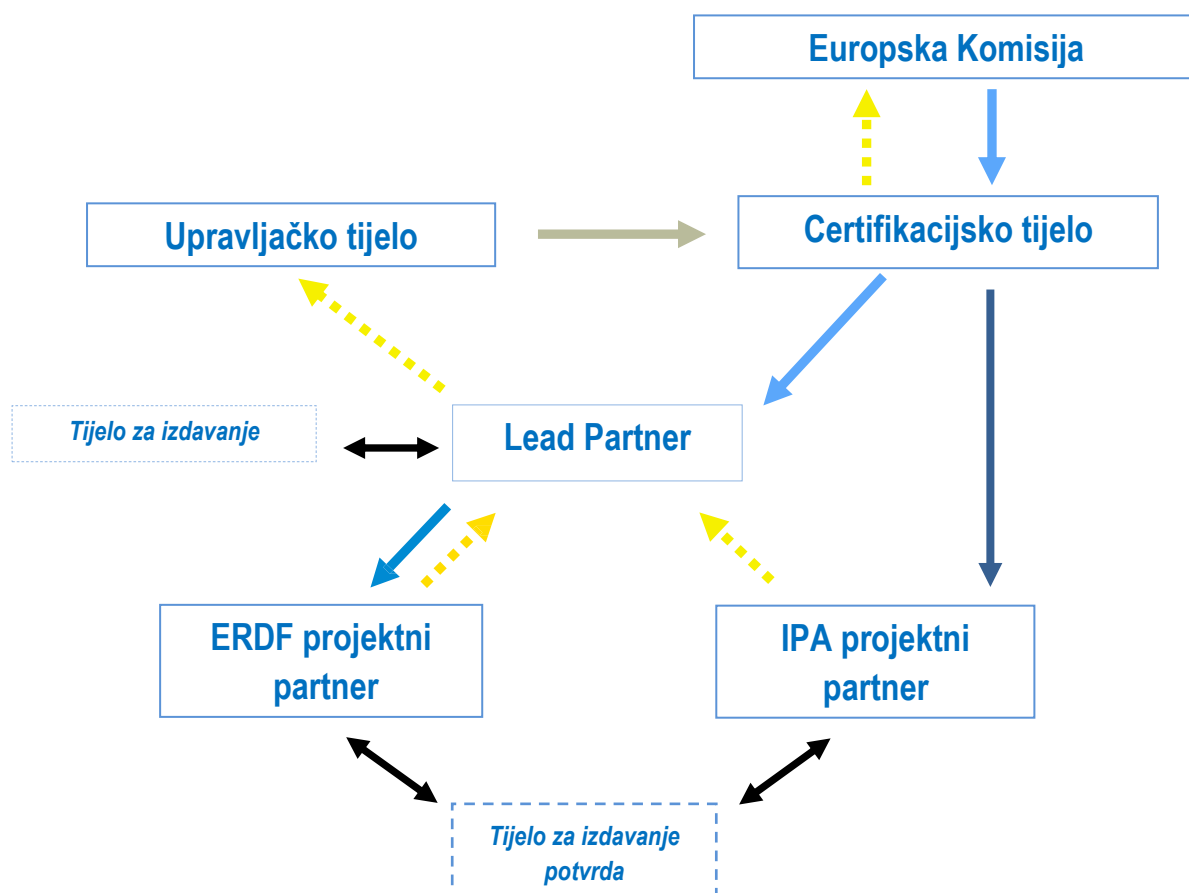 Europska Komisija
Upravljačko tijelo
Certifikacijsko tijelo
Tijelo za izdavanje
Lead Partner
ERDF projektni
partner
IPA projektni
partner
Tijelo za izdavanje
potvrda